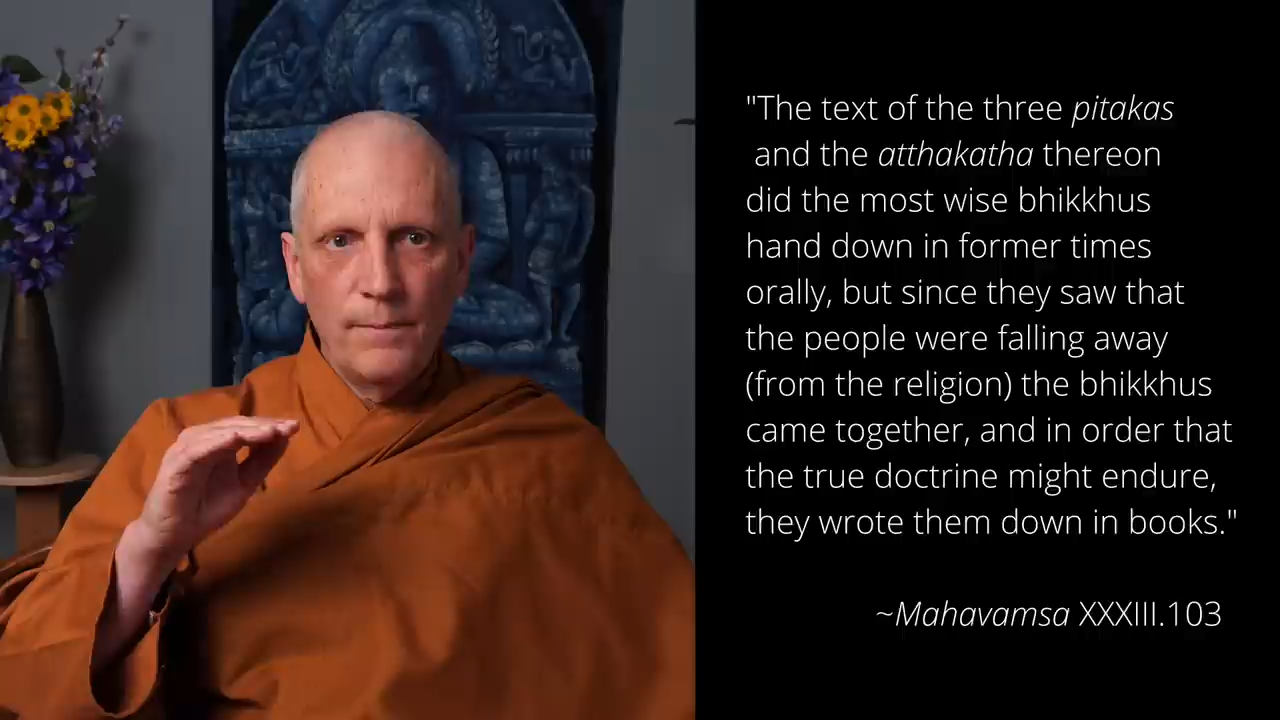 "The text of the three pitakas
and the atthakatha thereon
did the most wise bhikkhus
hand down in former times
orally, but since they saw that
the people were falling away
(from the religion) the bhikkhus
came together, and in order that
the true doctrine might endure,
they wrote them down in books."
~Mahavamsa XXXIII.103